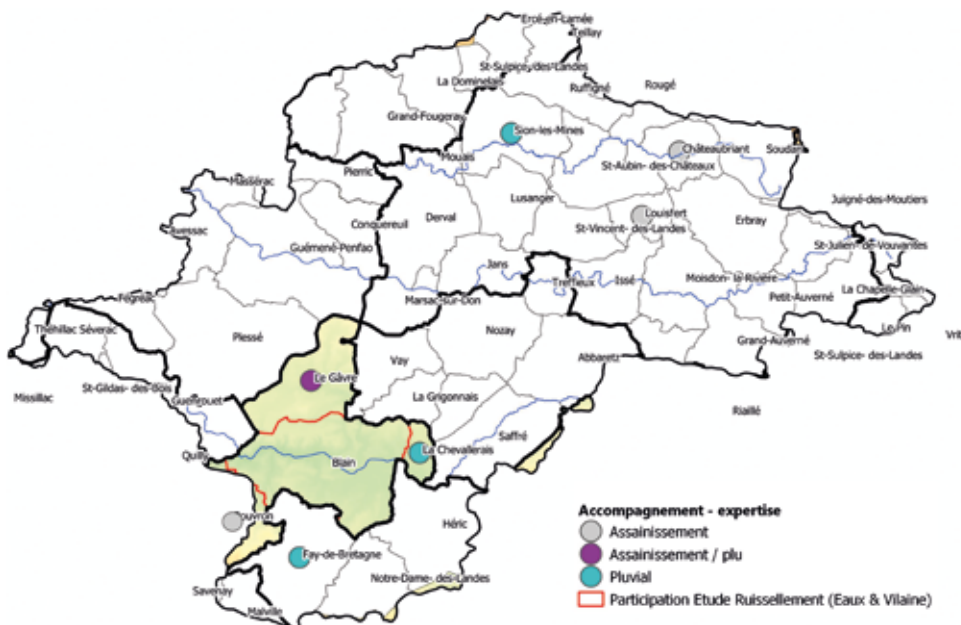 Ercé-en-Lamée
Teillay
St-Sulpice- des-Landes
La Dominelais
Ruffigné
Rougé
Grand-Fougeray
Sion-les-Mines
Châteaubriant
Soudan
Mouais
St-Aubin- des-Châteaux
Pierric
Massérac
Lusanger
Juigné-des-Moutiers
Conquereuil
Derval
Louisfert
Erbray
Avessac
St-Vincent- des-Landes
Guémené-Penfao
St-Julien- de-Vouvantes
Jans
Treffieux
Issé
Moisdon- la-Rivière
La Chapelle-Glain
Fégréac
Marsac-sur-Don
Petit-Auverné
Théhillac Séverac
Plessé
Nozay
Le Pin
Grand-Auverné
Vrit
Vay
Abbaretz
St-Sulpice- des-Landes
Le Gâvre
Missillac
St-Gildas- des-Bois
La Grigonnais
Guenrouet
Riaillé
Saffré
Quilly
Blain
La Chevallerais
Bouvron
Héric
Fay-de-Bretagne
Notre-Dame- des-Landes
Savenay
Malville
Accompagnement - expertise
Assainissement
Assainissement / plu
Pluvial
Participation Etude Ruissellement (Eaux & Vilaine)